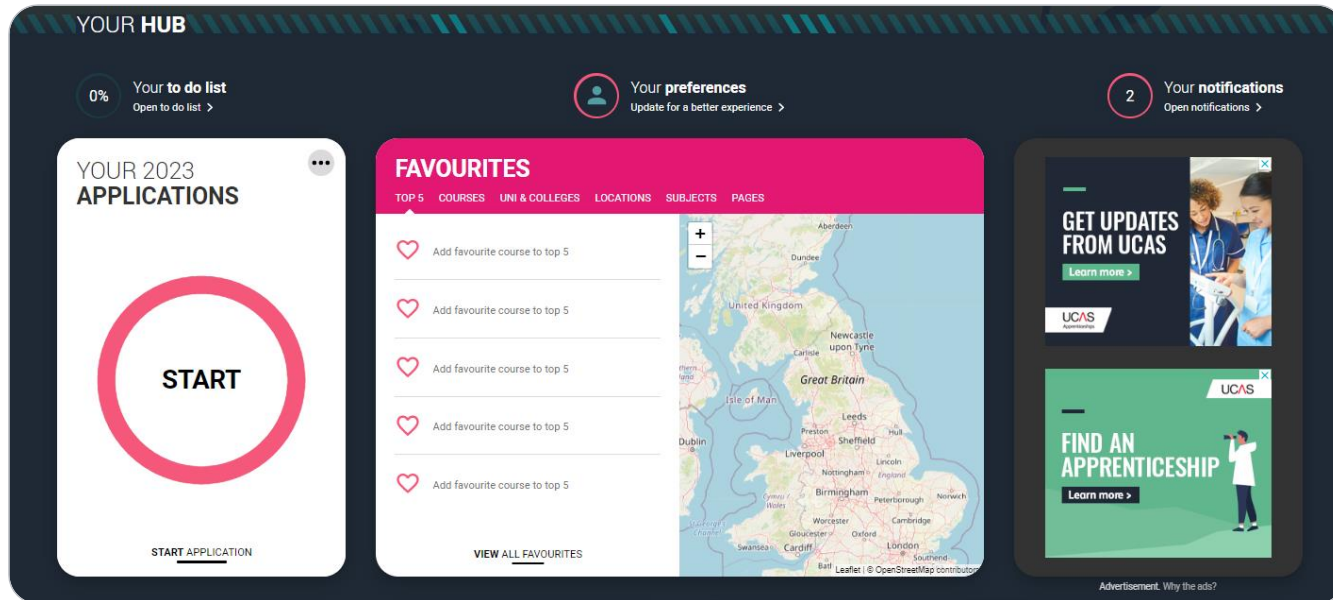 YOUR HUB
0%
Your to do list
Open to do list >
Your preferences
Update for a better experience >
2
Your notifications
Open notifications >
YOUR 2023
APPLICATIONS
START
START APPLICATION
FAVOURITES
TOP 5 COURSES UNI & COLLEGES LOCATIONS SUBJECTS PAGES
Add favourite course to top 5
Add favourite course to top 5
Add favourite course to top 5
Add favourite course to top 5
Add favourite course to top 5
VIEW ALL FAVOURITES
+
−
Aberdeen
Dundee
United Kingdom
Newcastle
upon Tyne
Carlisle
Great Britain
Isle of Man
Leeds
Preston
Hull
Sheffield
Dublin
Liverpool
Lincoln
Nottingham
England
Cymru /
Wales
Birmingham
Peterborough
Norwich
Worcester
Cambridge
Gloucester
Oxford
Channel
Swansea
Cardiff
London
Southend
Bath
Leaflet | © OpenStreetMap contributors
GET UPDATES
FROM UCAS
Learn more >
UCAS
Apprenticeships
UCAS
FIND AN
APPRENTICESHIP
Learn more >
Advertisement. Why the ads?